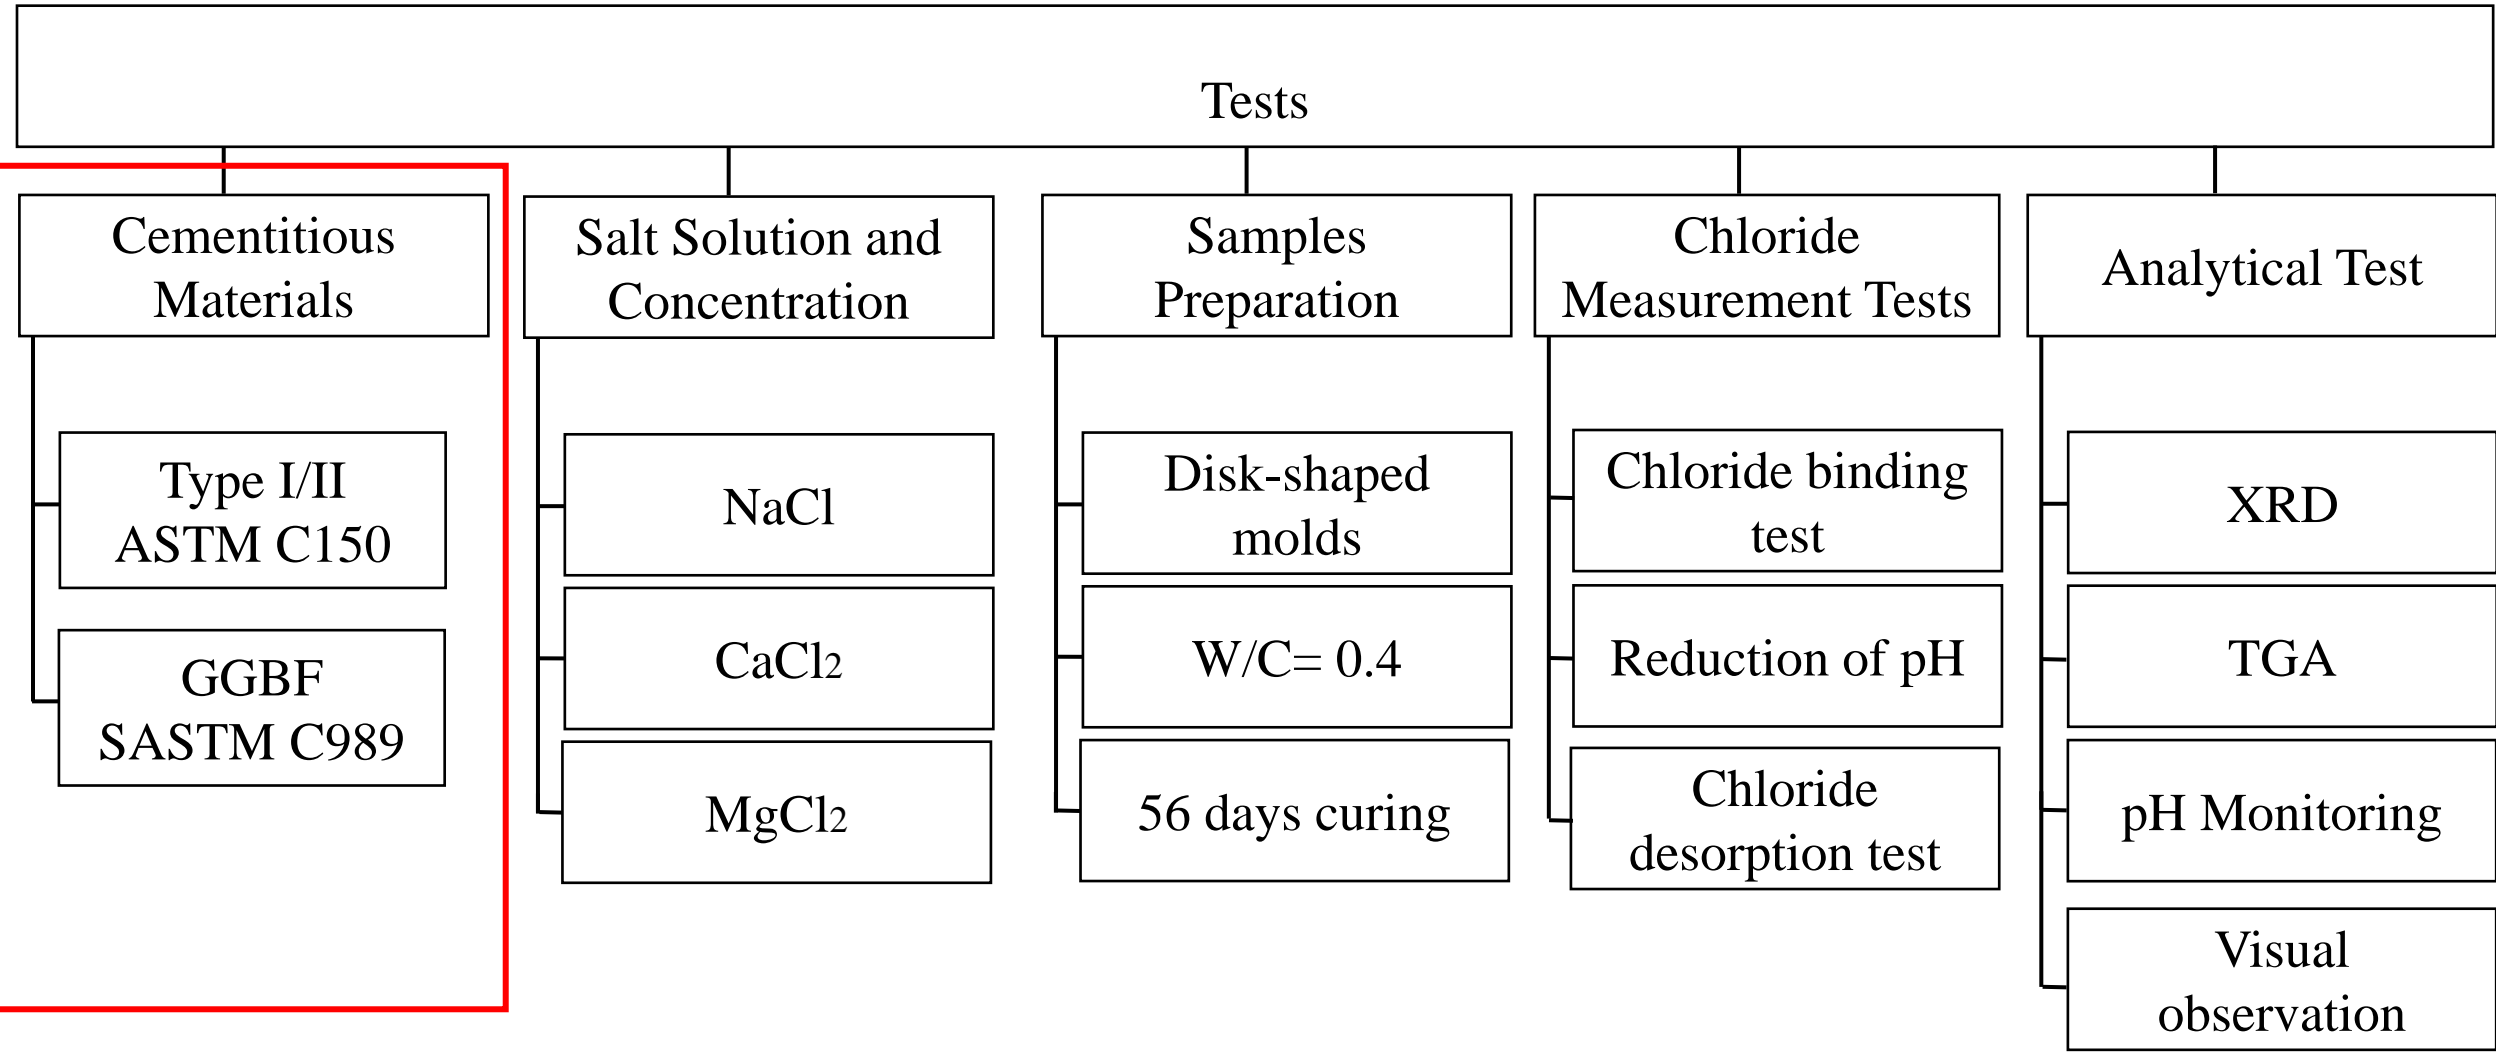 Tests
Cementitious
Materials
Type I/II
ASTM C150
GGBF
SASTM C989
Salt Solution and
Concentration
NaCl
CaCl2
MgCl2
Samples
Preparation
Disk-shaped
molds
W/C= 0.4
56 days curing
Chloride
Measurement Tests
Chloride binding
test
Reduction of pH
Chloride
desorption test
Analytical Test
XRD
TGA
pH Monitoring
Visual
observation